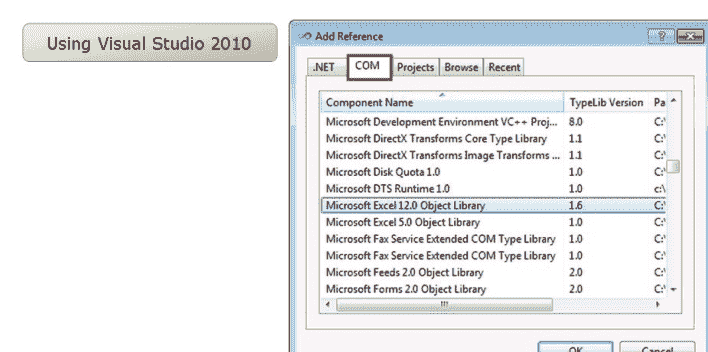 Using Visual Studio 2010
Add Reference
.NET COM Projects Browse Recent
Component Name TypeLib Version Pa
Microsoft Development Environment VC++ Proj... 8.0 C:\
Microsoft DirectX Transforms Core Type Library 1.1 C:\
Microsoft DirectX Transforms Image Transforms ... 1.1 C:\
Microsoft Disk Quota 1.0 1.0 C:\
Microsoft DTS Runtime 1.0 1.0 c:\
Microsoft Excel 12.0 Object Library 1.6 C:\
Microsoft Excel 5.0 Object Library 1.0 C:\
Microsoft Fax Service Extended COM Type Library 1.0 C:\
Microsoft Fax Service Extended COM Type Library 1.0 C:\
Microsoft Feeds 2.0 Object Library 2.0 C:\
Microsoft Forms 2.0 Object Library 2.0 C:\
OK Cancel